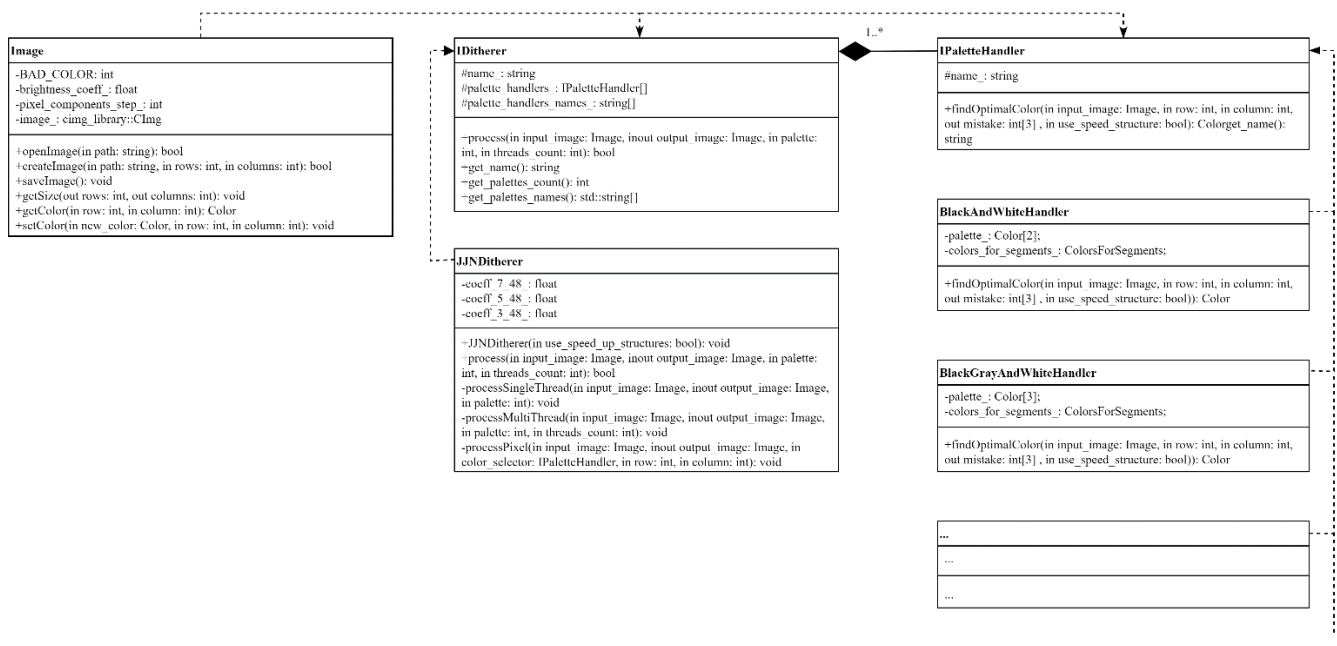 Image
-BAD_COLOR: int
-brightness_coeff_: float
-pixel_components_step_: int
-image_: cimg_library::CImg
+openImage(in path: string): bool
+createImage(in path: string, in rows: int, in columns: int): bool
+saveImage(): void
+getSize(out rows: int, out columns: int): void
+getColor(in row: int, in column: int): Color
+setColor(in new_color: Color, in row: int, in column: int): void
IDitherer
#name_: string
#palette_handlers_: IPaletteHandler[]
#palette_handlers_names_: string[]
+process(in input_image: Image, inout output_image: Image, in palette:
int, in threads_count: int): bool
+get_name(): string
+get_palettes_count(): int
+get_palettes_names(): std::string[]
JJNDitherer
-coeff_7_48_: float
-coeff_5_48_: float
-coeff_3_48_: float
+JJNDitherer(in use_speed_up_structures: bool): void
+process(in input_image: Image, inout output_image: Image, in palette:
int, in threads_count: int): bool
-processSingleThread(in input_image: Image, inout output_image: Image,
in palette: int): void
-processMultiThread(in input_image: Image, inout output_image: Image,
in palette: int, in threads_count: int): void
-processPixel(in input_image: Image, inout output_image: Image, in
color_selector: IPaletteHandler, in row: int, in column: int): void
1..*
IPaletteHandler
#name_: string
+findOptimalColor(in input_image: Image, in row: int, in column: int,
out mistake: int[3] , in use_speed_structure: bool): Colorget_name():
string
BlackAndWhiteHandler
-palette_: Color[2];
-colors_for_segments_: ColorsForSegments;
+findOptimalColor(in input_image: Image, in row: int, in column: int,
out mistake: int[3] , in use_speed_structure: bool)): Color
BlackGrayAndWhiteHandler
-palette_: Color[3];
-colors_for_segments_: ColorsForSegments;
+findOptimalColor(in input_image: Image, in row: int, in column: int,
out mistake: int[3] , in use_speed_structure: bool)): Color
...
...
...